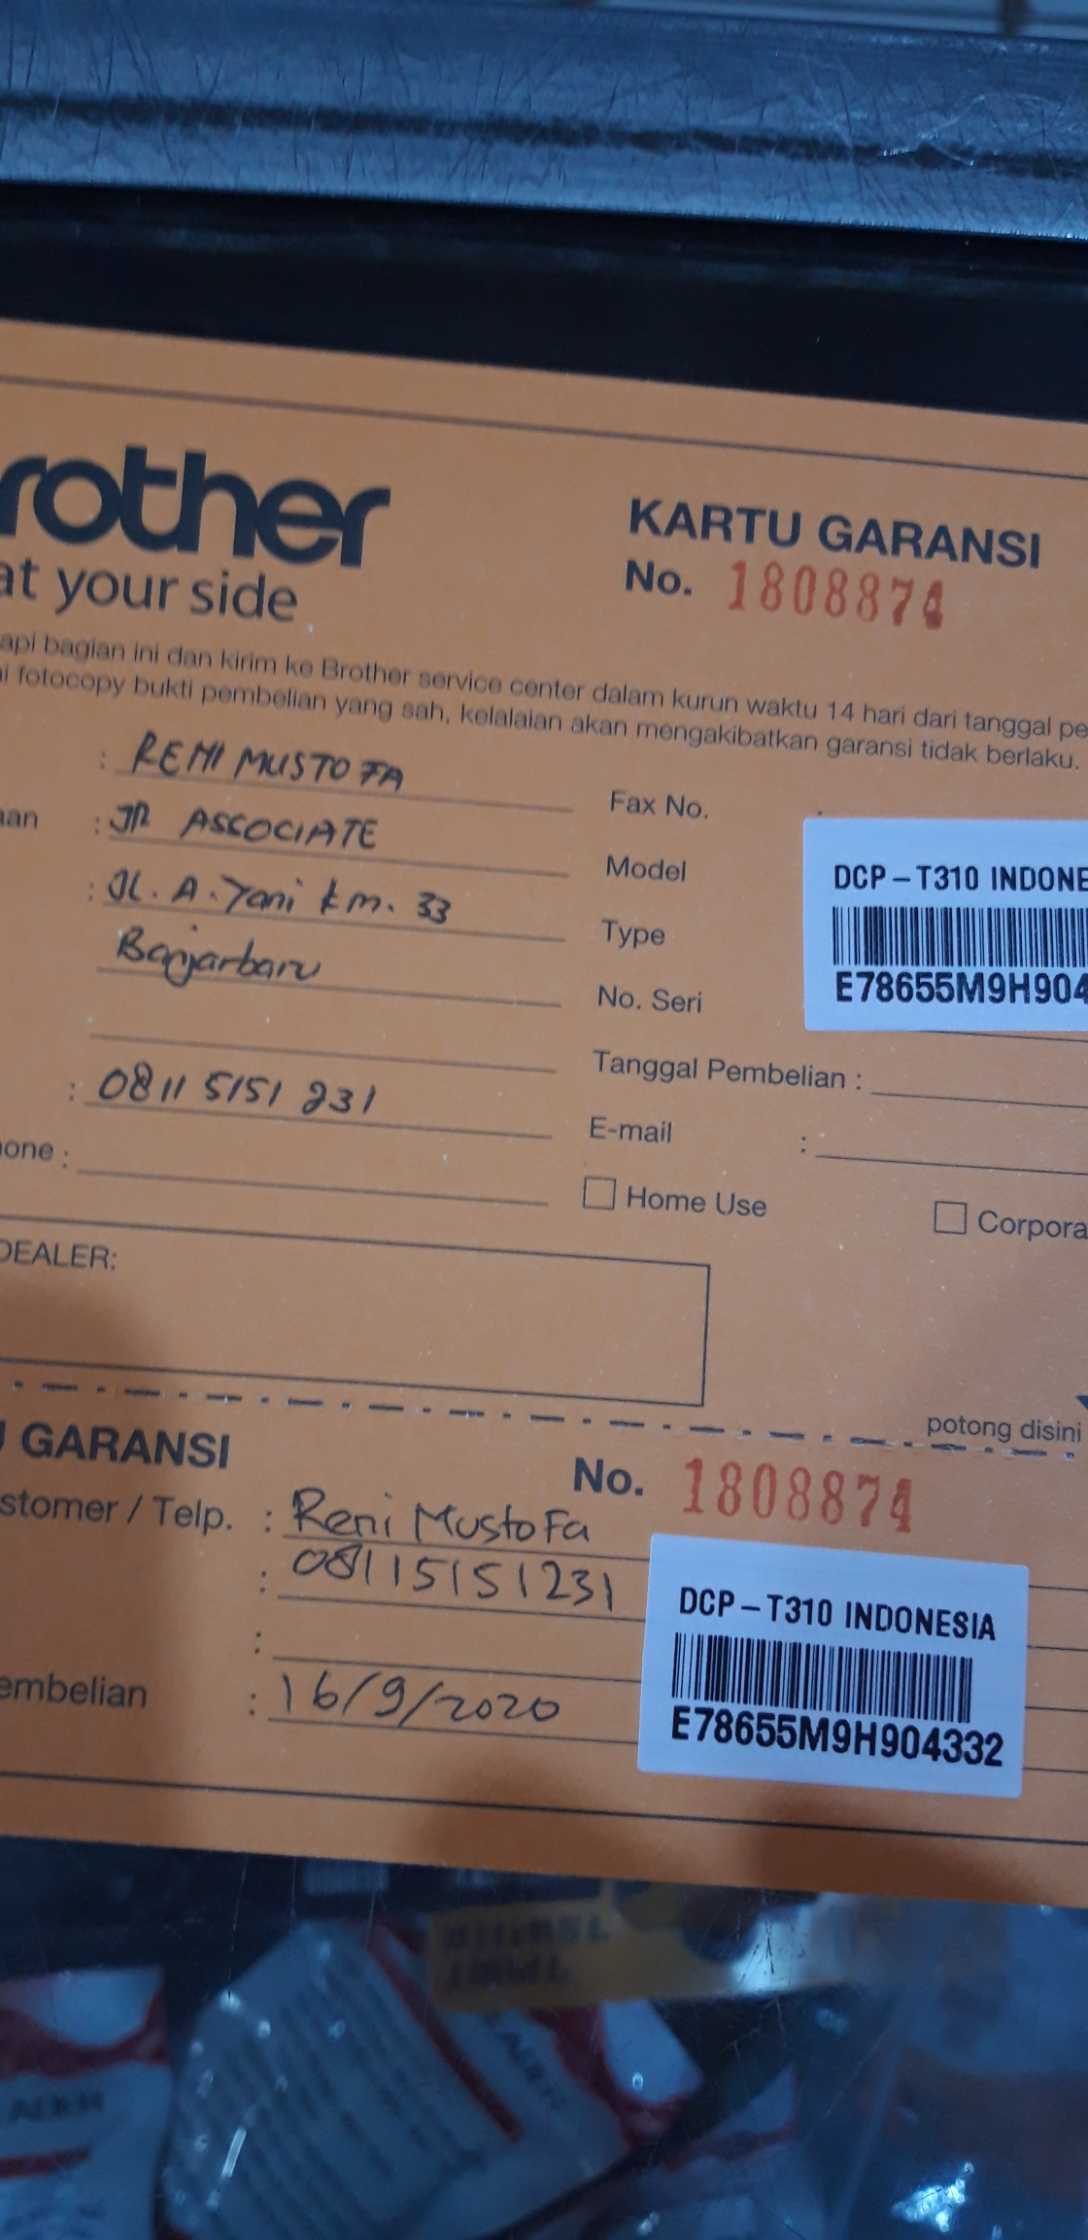 rother
at your side
KARTU GARANSI
No. 1808874
api bagian ini dan kirim ke Brother service center dalam kurun waktu 14 hari dari tanggal pe
i fotocopy bukti pembelian yang sah, kelalaian akan mengakibatkan garansi tidak berlaku.
: RENI MUSTOFA
aan : JR ASSOCIATE
: JL. A. Yani km. 33
Banjarbaru
: 0811 5151 231
one :
Fax No. :
Model
Type
No. Seri
DCP-T310 INDONE
E78655M9H904
Tanggal Pembelian :
E-mail :
Home Use
Corpora
DEALER:
potong disini
U GARANSI
No. 1808874
stomer / Telp. : Reni Mustofa
: 08115151231
:
embelian : 16/9/2020
DCP-T310 INDONESIA
E78655M9H904332